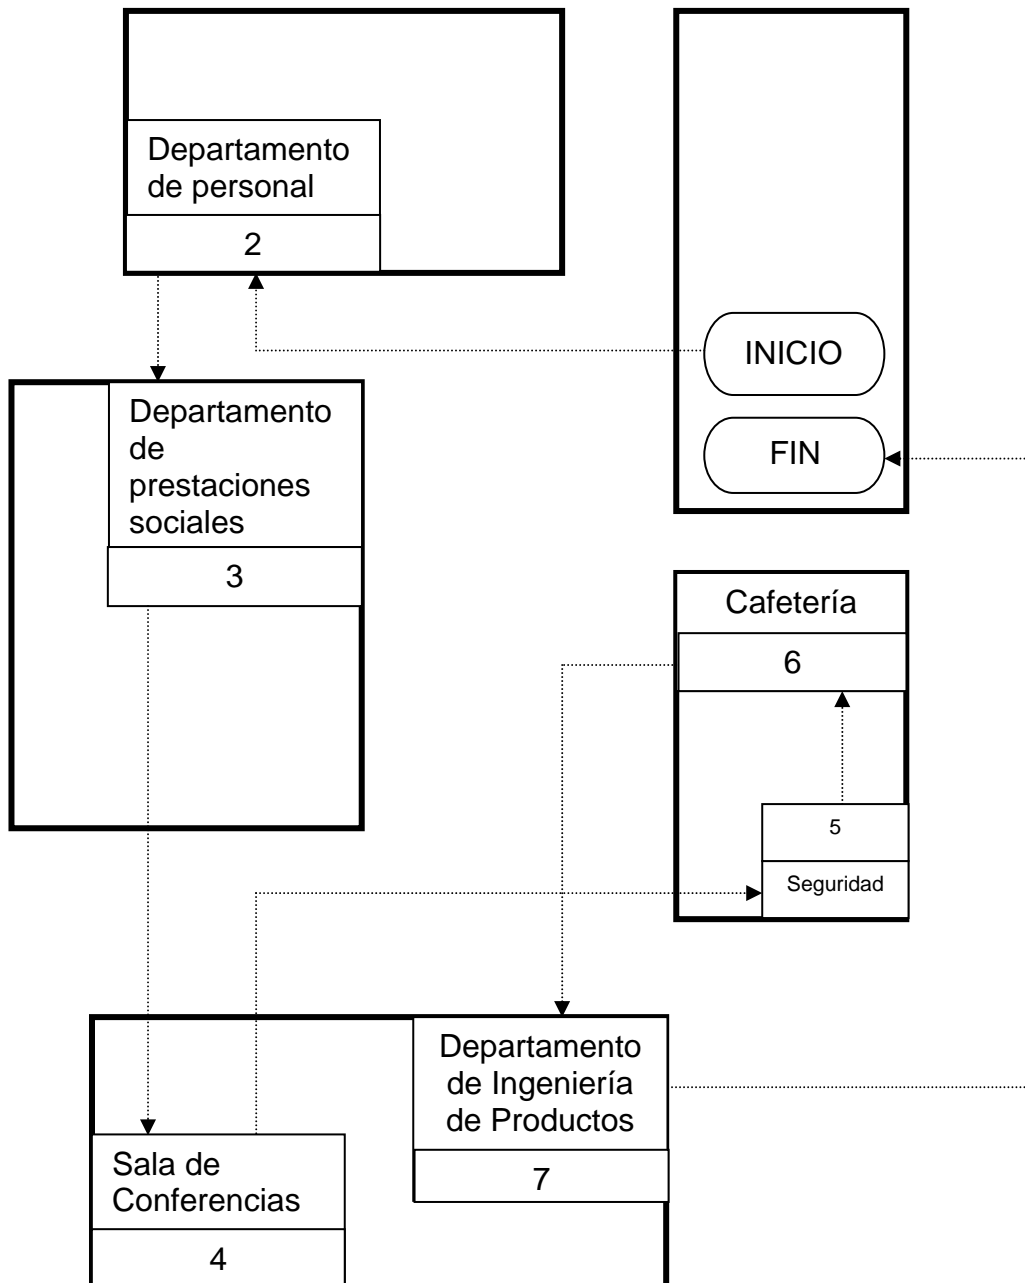 Departamento
de personal
2
INICIO
FIN
Departamento
de
prestaciones
sociales
3
Cafetería
6
5
Seguridad
Departamento
de Ingeniería
de Productos
7
Sala de
Conferencias
4